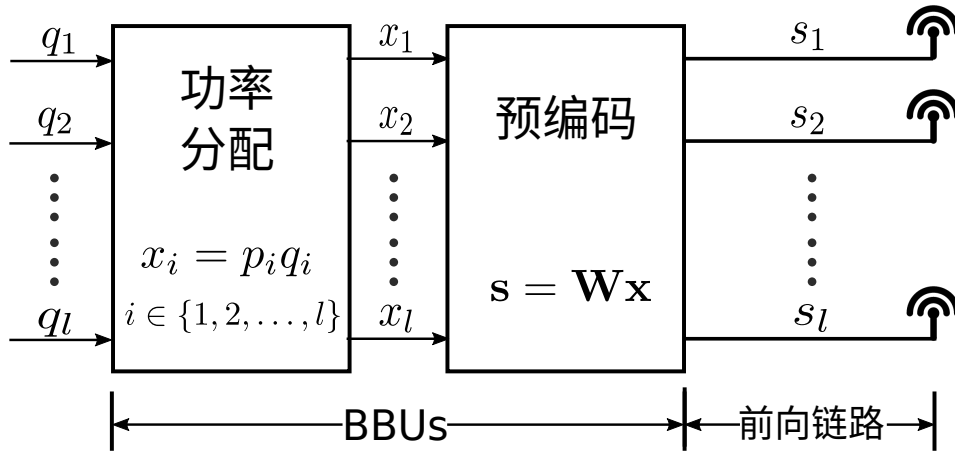 q₁ x₁ s₁
功率
分配
预编码
q₂ x₂ s₂
xᵢ = pᵢqᵢ
i ∈ {1, 2, . . . , l}
s = Wx
qₗ xₗ sₗ
BBUs
前向链路